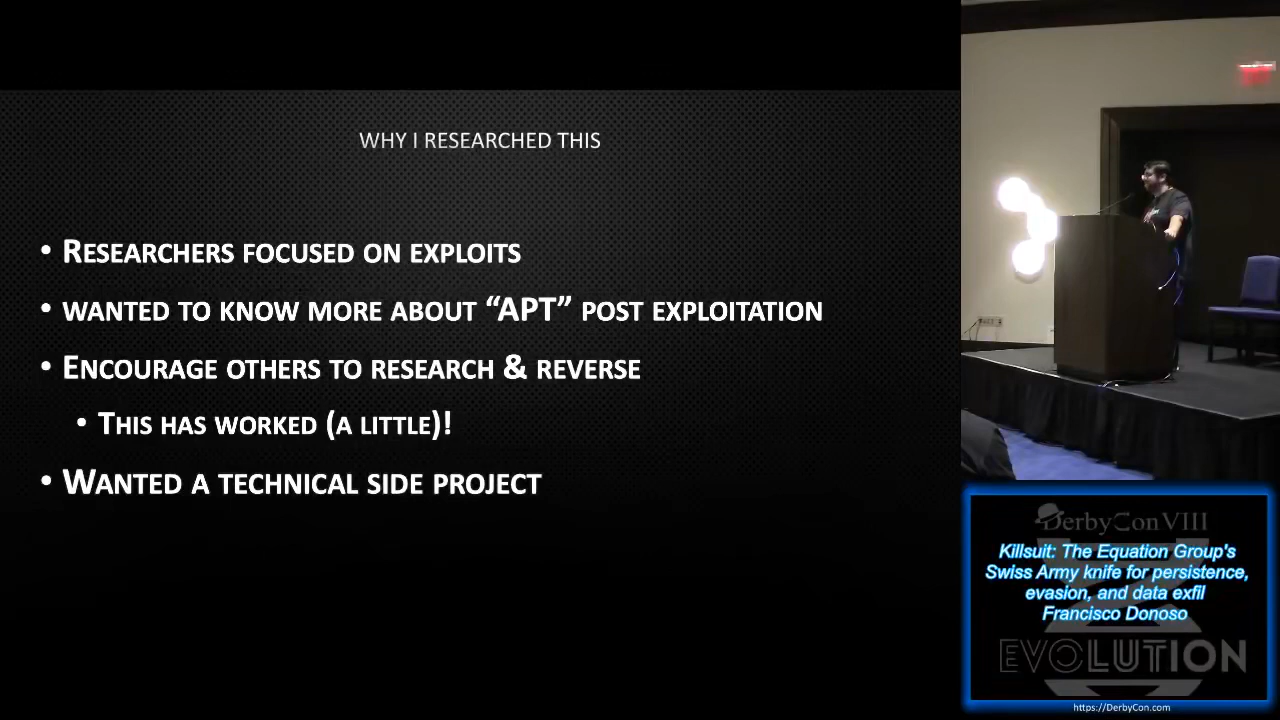 WHY I RESEARCHED THIS
• RESEARCHERS FOCUSED ON EXPLOITS
• WANTED TO KNOW MORE ABOUT “APT” POST EXPLOITATION
• ENCOURAGE OTHERS TO RESEARCH & REVERSE
• THIS HAS WORKED (A LITTLE)!
• WANTED A TECHNICAL SIDE PROJECT
DerbyCon VIII
Killsuit: The Equation Group's
Swiss Army knife for persistence,
evasion, and data exfil
Francisco Donoso
EVOLUTION
https://DerbyCon.com